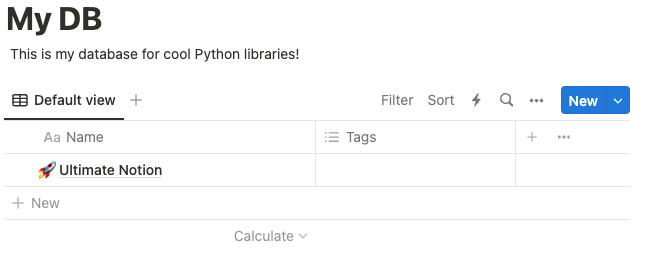 My DB
This is my database for cool Python libraries!
Default view Filter Sort New
Aa Name Tags
🚀 Ultimate Notion
+ New
Calculate